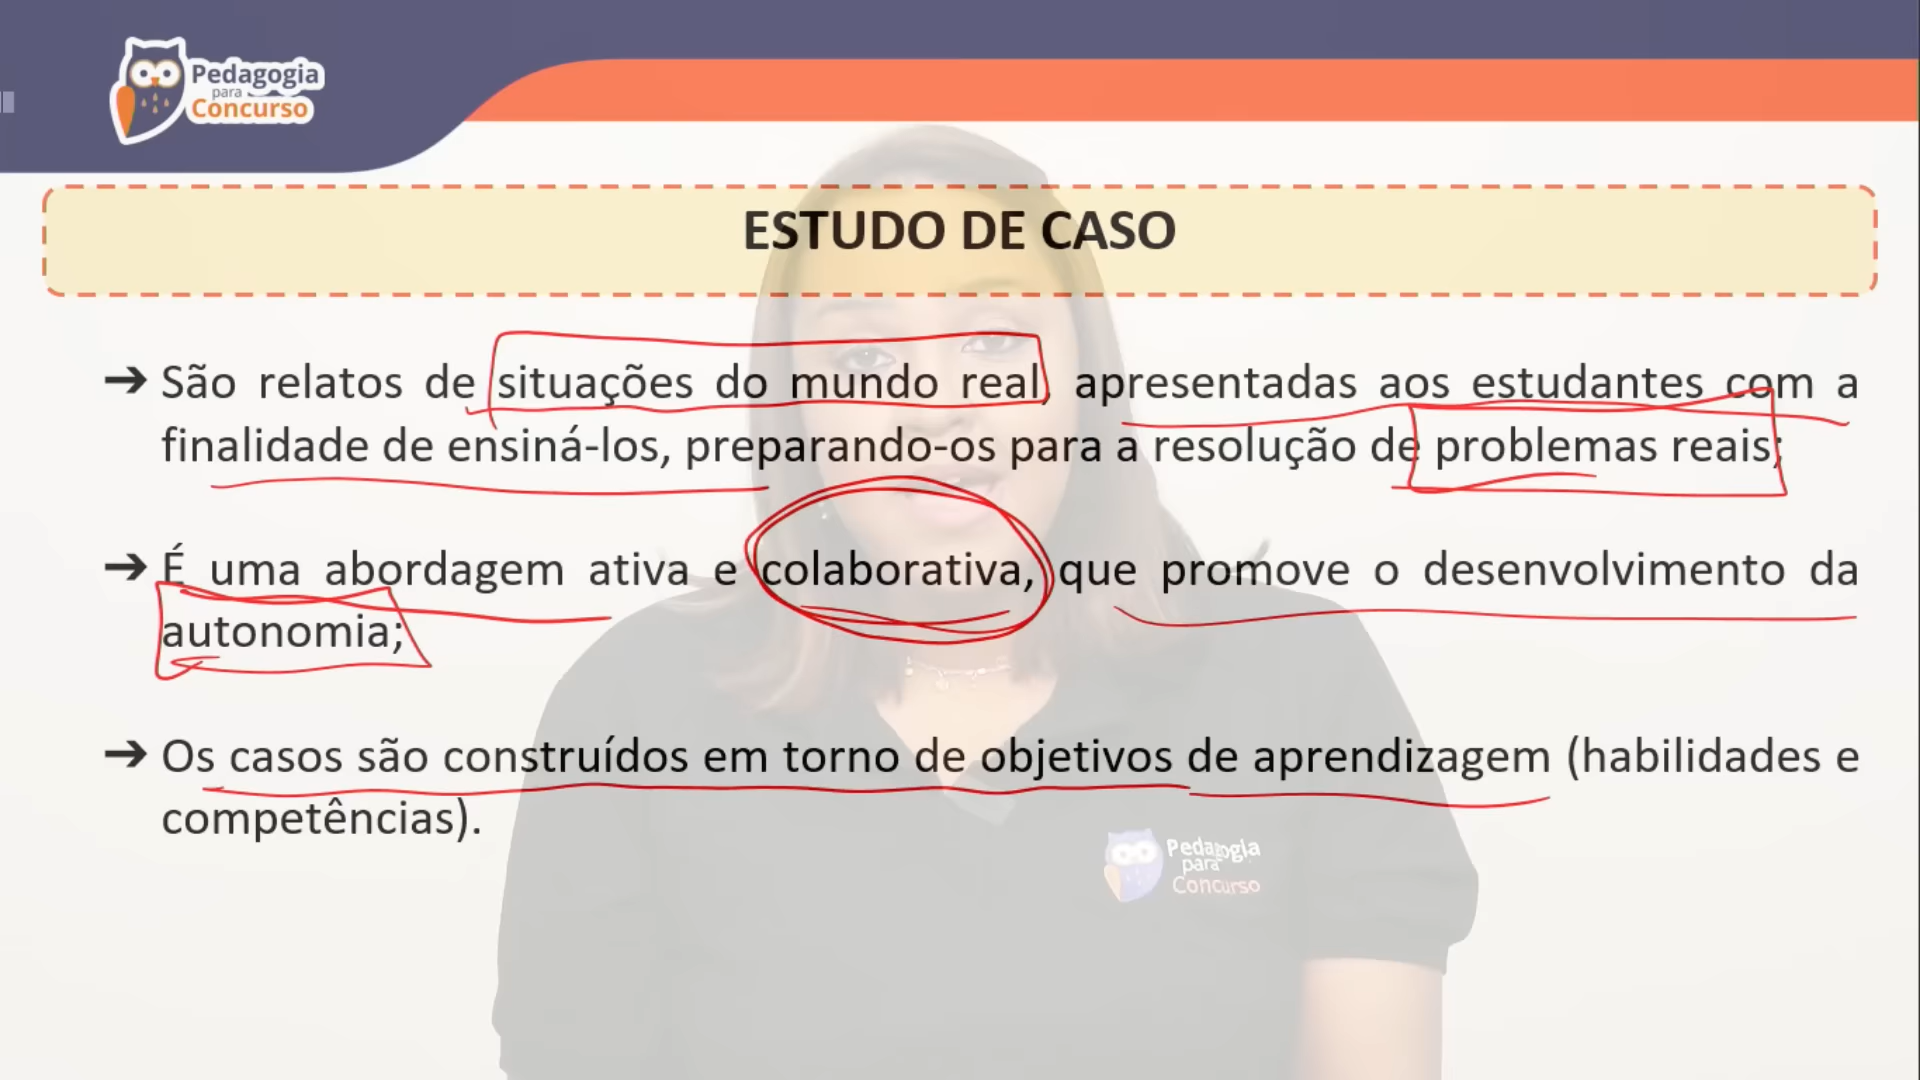 Pedagogia
para
Concurso
ESTUDO DE CASO
➔ São relatos de situações do mundo real, apresentadas aos estudantes com a
finalidade de ensiná-los, preparando-os para a resolução de problemas reais;
➔ É uma abordagem ativa e colaborativa, que promove o desenvolvimento da
autonomia;
➔ Os casos são construídos em torno de objetivos de aprendizagem (habilidades e
competências).
Pedagogia
para
Concurso